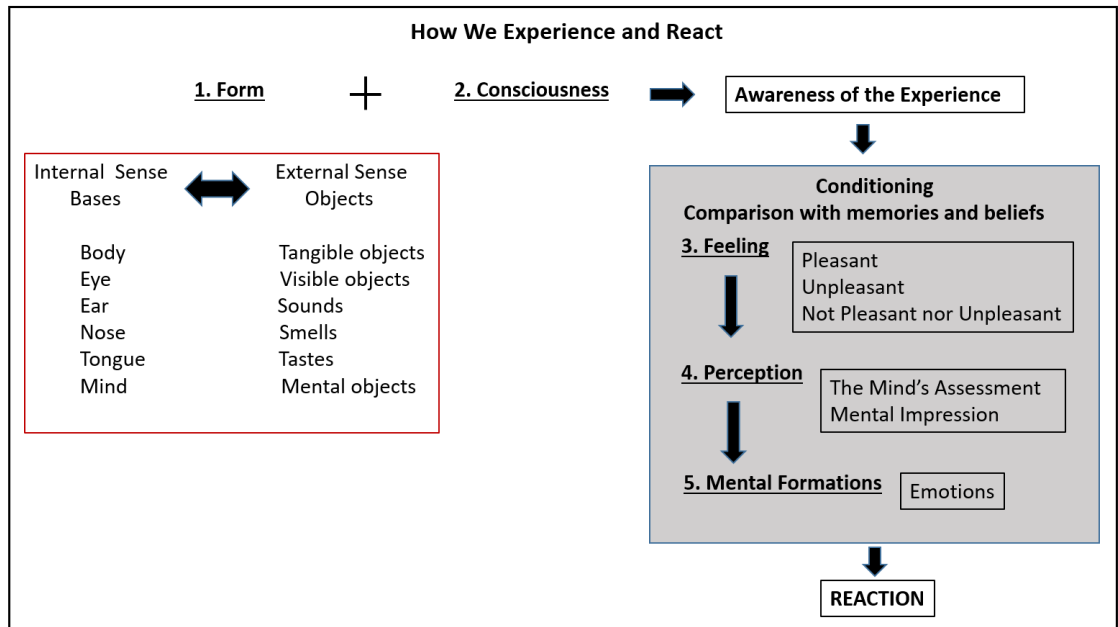 How We Experience and React
1. Form
+
2. Consciousness
Awareness of the Experience
Internal Sense
Bases
External Sense
Objects
Body
Tangible objects
Eye
Visible objects
Ear
Sounds
Nose
Smells
Tongue
Tastes
Mind
Mental objects
Conditioning
Comparison with memories and beliefs
3. Feeling
Pleasant
Unpleasant
Not Pleasant nor Unpleasant
4. Perception
The Mind’s Assessment
Mental Impression
5. Mental Formations
Emotions
REACTION